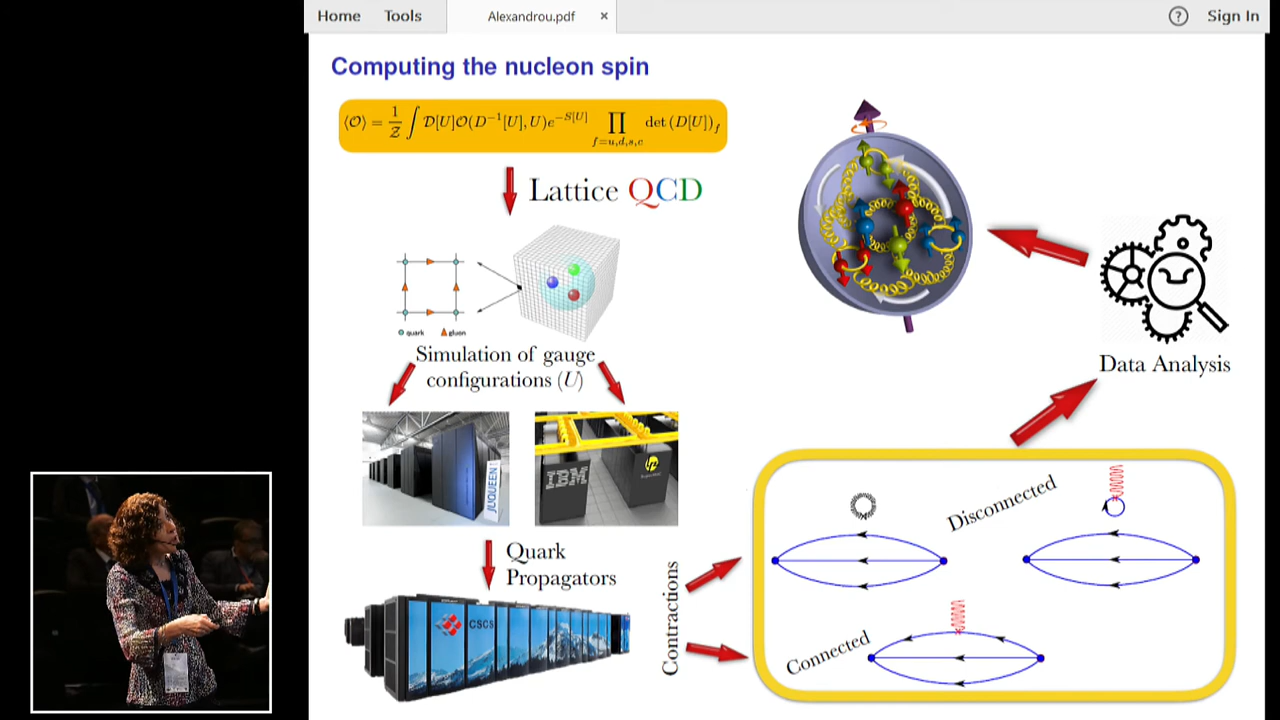 Home Tools Alexandrou.pdf × ? Sign In
Computing the nucleon spin
⟨𝒪⟩ = 1/𝒵 ∫ 𝒟[U]𝒪(D⁻¹[U], U)e^{−S[U]} ∏_{f=u,d,s,c} det (D[U])_f
Lattice QCD
quark gluon
Simulation of gauge
configurations (U)
JUQUEEN
Quark
Propagators
CSCS
Contractions
Disconnected
Connected
Data Analysis